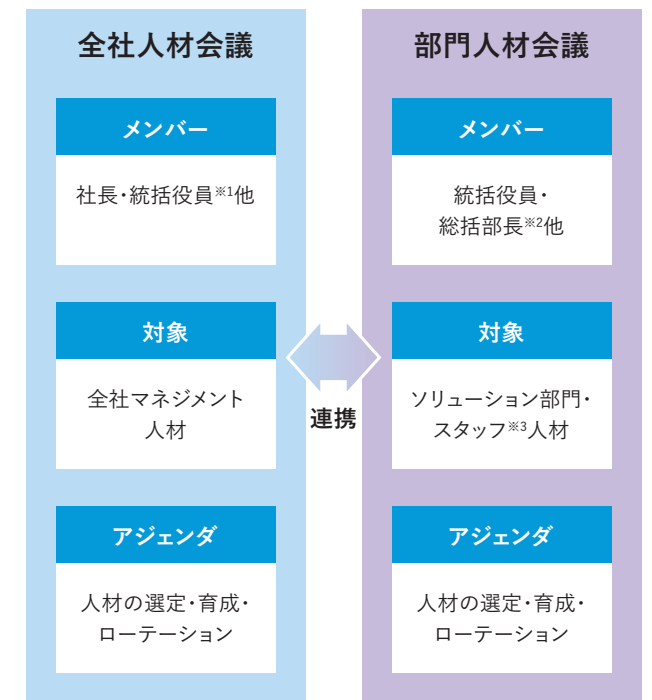 全社人材会議
メンバー
社長・統括役員※1他
対象
全社マネジメント
人材
アジェンダ
人材の選定・育成・
ローテーション
連携
部門人材会議
メンバー
統括役員・
総括部長※2他
対象
ソリューション部門・
スタッフ※3人材
アジェンダ
人材の選定・育成・
ローテーション